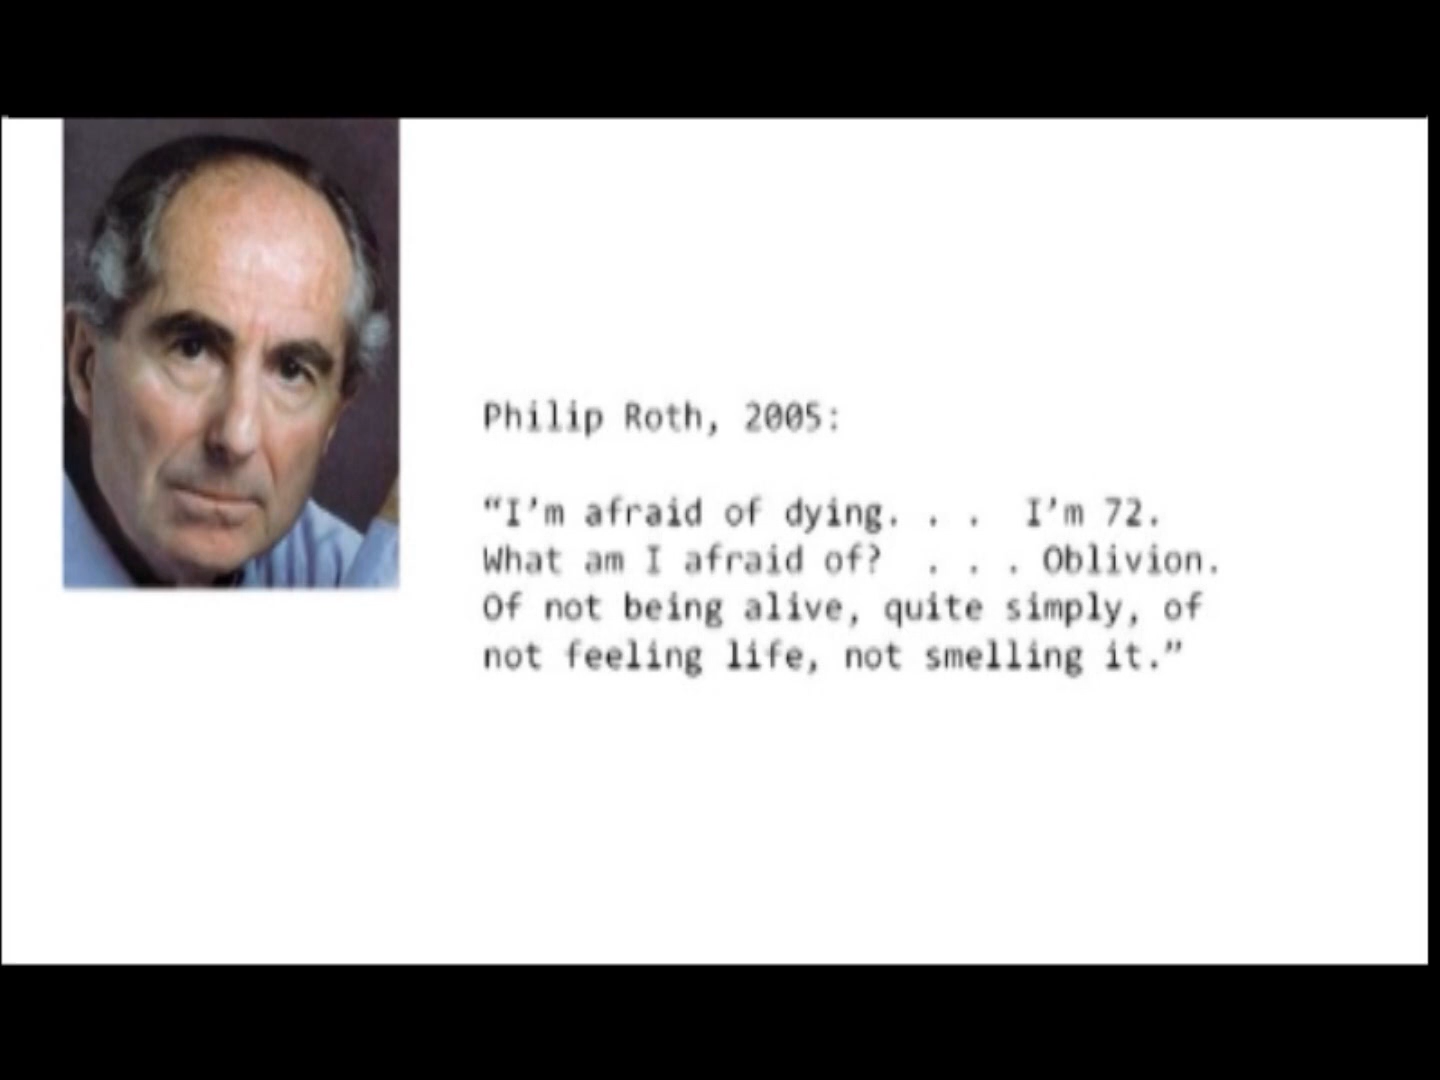 Philip Roth, 2005:
“I’m afraid of dying. . .  I’m 72.
What am I afraid of?  . . . Oblivion.
Of not being alive, quite simply, of
not feeling life, not smelling it.”